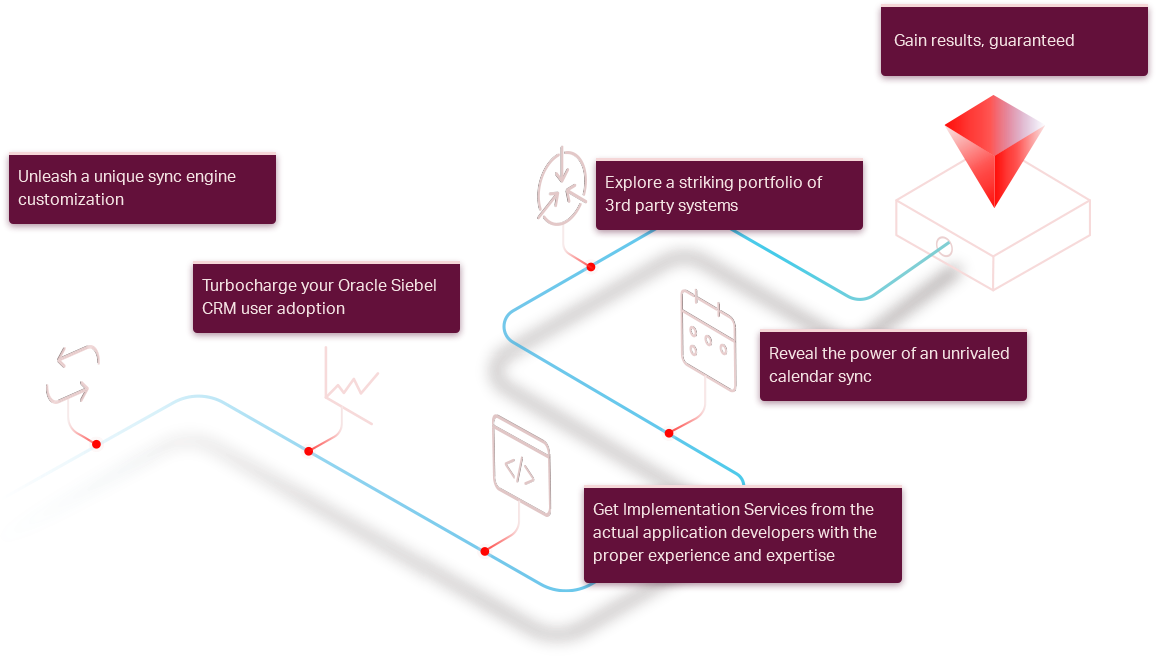 Gain results, guaranteed
Unleash a unique sync engine
customization
Explore a striking portfolio of
3rd party systems
Turbocharge your Oracle Siebel
CRM user adoption
Reveal the power of an unrivaled
calendar sync
Get Implementation Services from the
actual application developers with the
proper experience and expertise